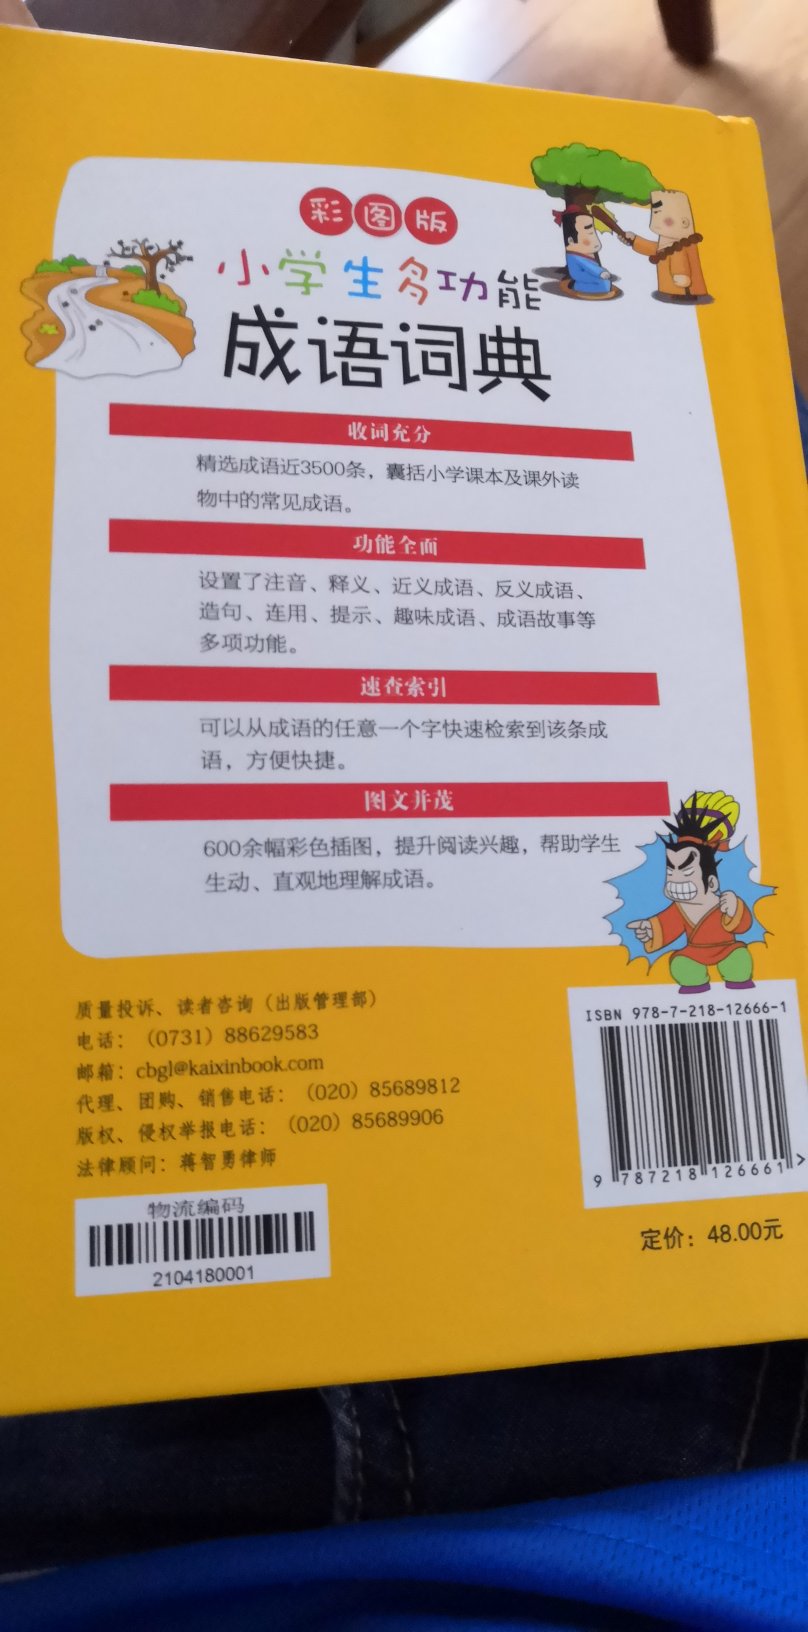 彩图版
小学生多功能
成语词典
收词充分
精选成语近3500条，囊括小学课本及课外读
物中的常见成语。
功能全面
设置了注音、释义、近义成语、反义成语、
造句、连用、提示、趣味成语、成语故事等
多项功能。
速查索引
可以从成语的任意一个字快速检索到该条成
语，方便快捷。
图文并茂
600余幅彩色插图，提升阅读兴趣，帮助学生
生动、直观地理解成语。
质量投诉、读者咨询（出版管理部）
电话：（0731）88629583
邮箱：cbgl@kaixinbook.com
代理、团购、销售电话：（020）85689812
版权、侵权举报电话：（020）85689906
法律顾问：蒋智勇律师
物流编码
2104180001
ISBN 978-7-218-12666-1
9 787218 126661 >
定价：48.00元